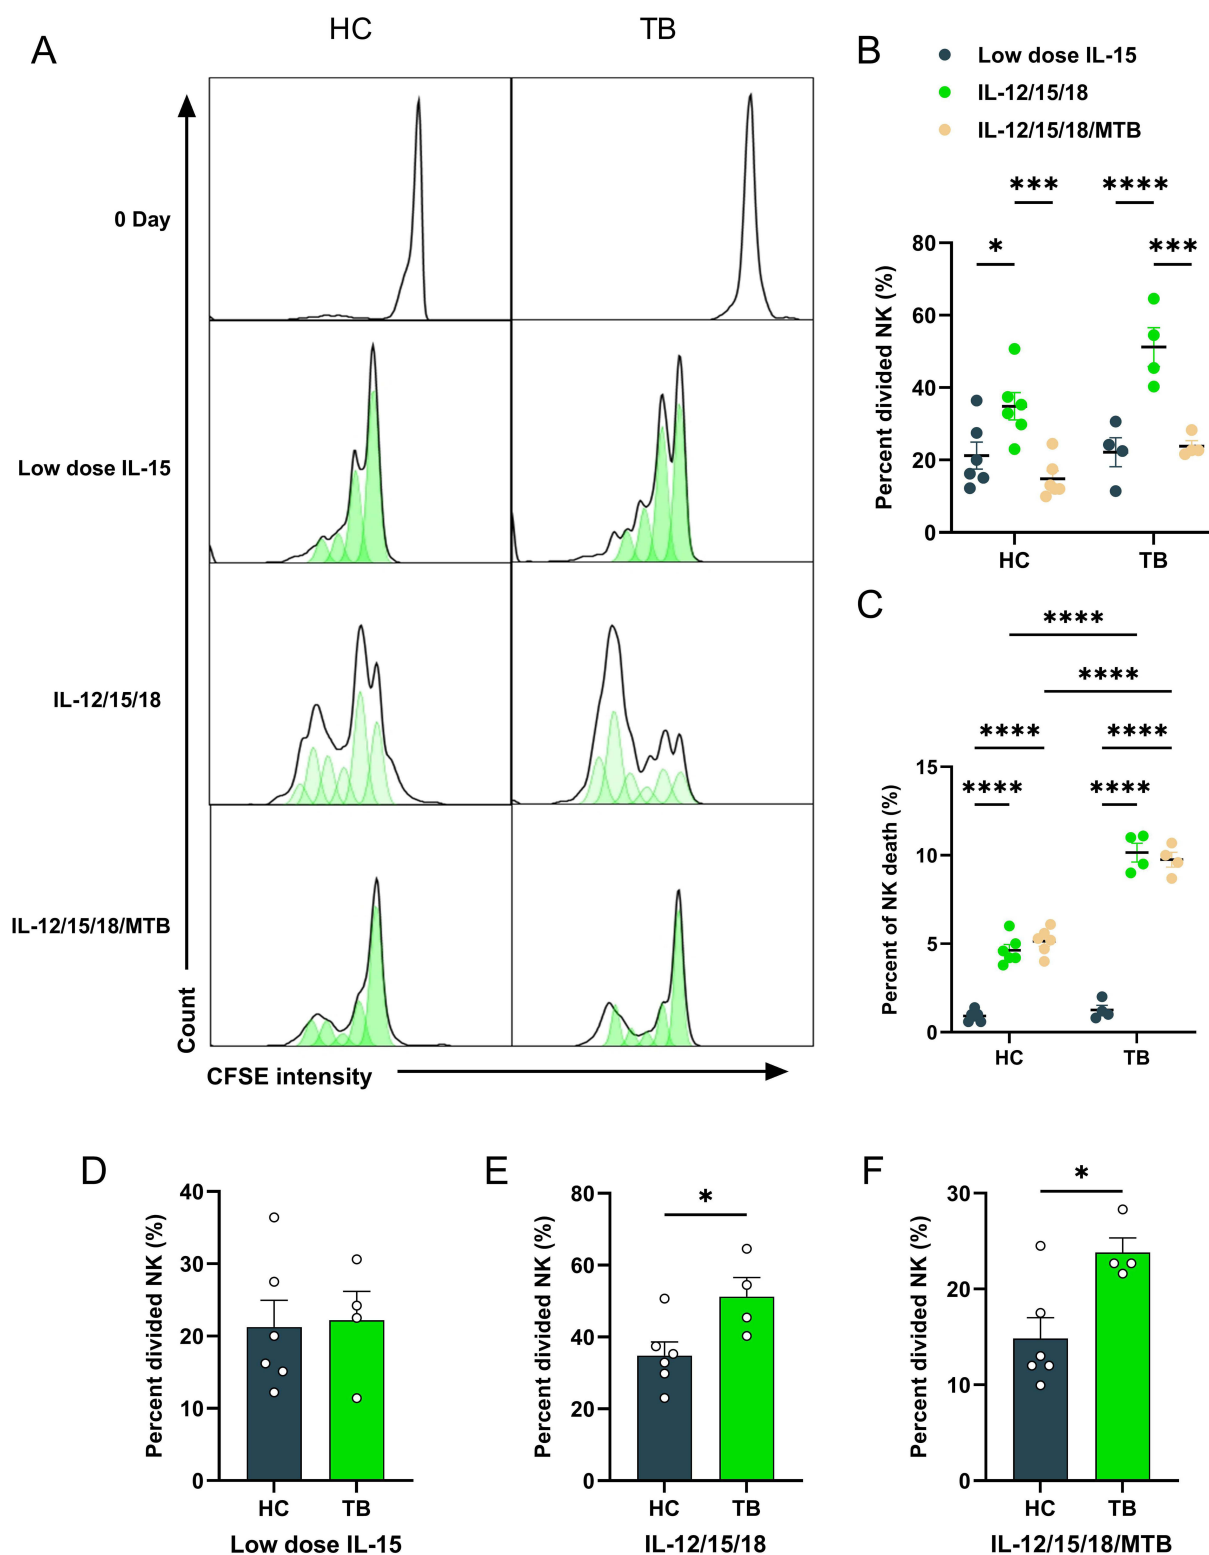 A
HC
TB
0 Day
Low dose IL-15
IL-12/15/18
IL-12/15/18/MTB
Count
CFSE intensity
B
Low dose IL-15
IL-12/15/18
IL-12/15/18/MTB
*** ****
* ***
Percent divided NK (%)
80
60
40
20
0
HC TB
C
****
****
**** ****
**** ****
Percent of NK death (%)
15
10
5
0
HC TB
D
Percent divided NK (%)
40
30
20
10
0
HC TB
Low dose IL-15
E
*
Percent divided NK (%)
80
60
40
20
0
HC TB
IL-12/15/18
F
*
Percent divided NK (%)
30
20
10
0
HC TB
IL-12/15/18/MTB